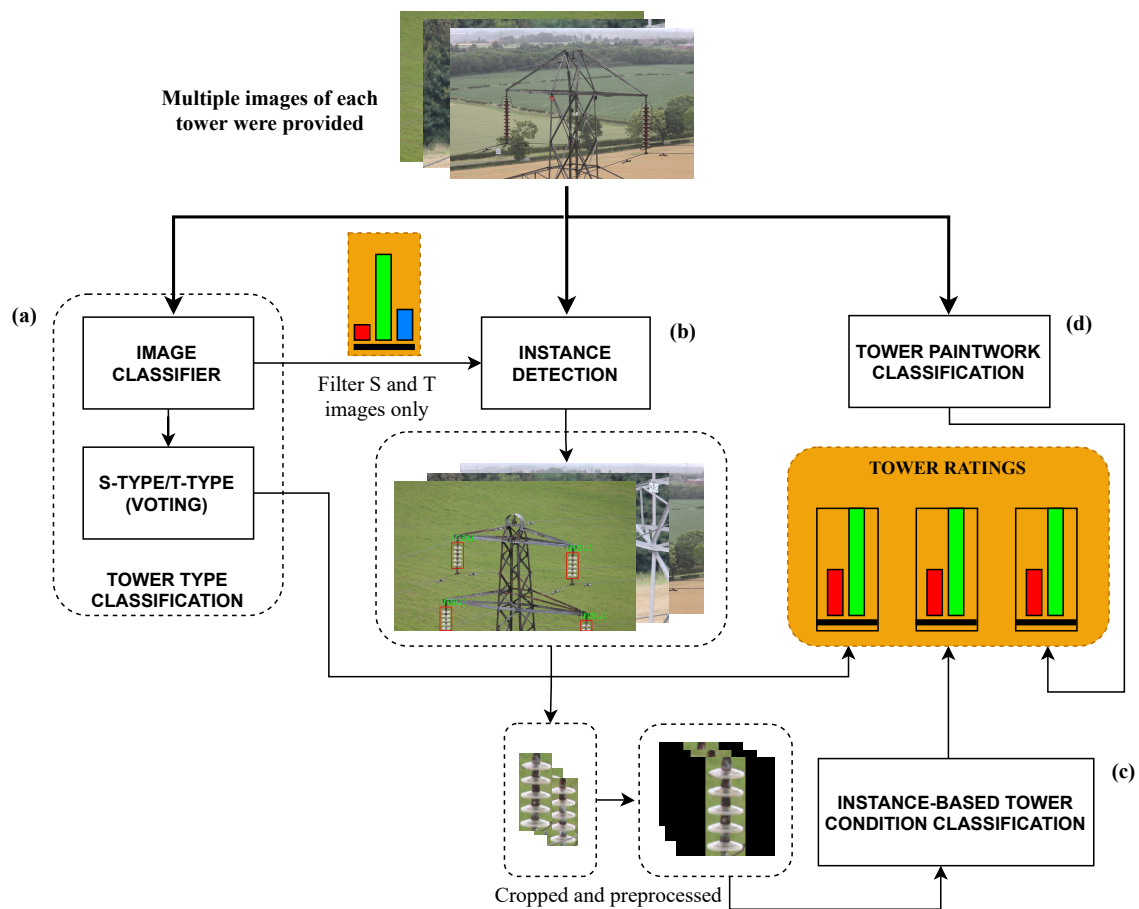 Multiple images of each
tower were provided
(a)
IMAGE
CLASSIFIER
Filter S and T
images only
INSTANCE
DETECTION
(b)
TOWER PAINTWORK
CLASSIFICATION
(d)
S-TYPE/T-TYPE
(VOTING)
TOWER TYPE
CLASSIFICATION
TOWER RATINGS
INSTANCE-BASED TOWER
CONDITION CLASSIFICATION
(c)
Cropped and preprocessed